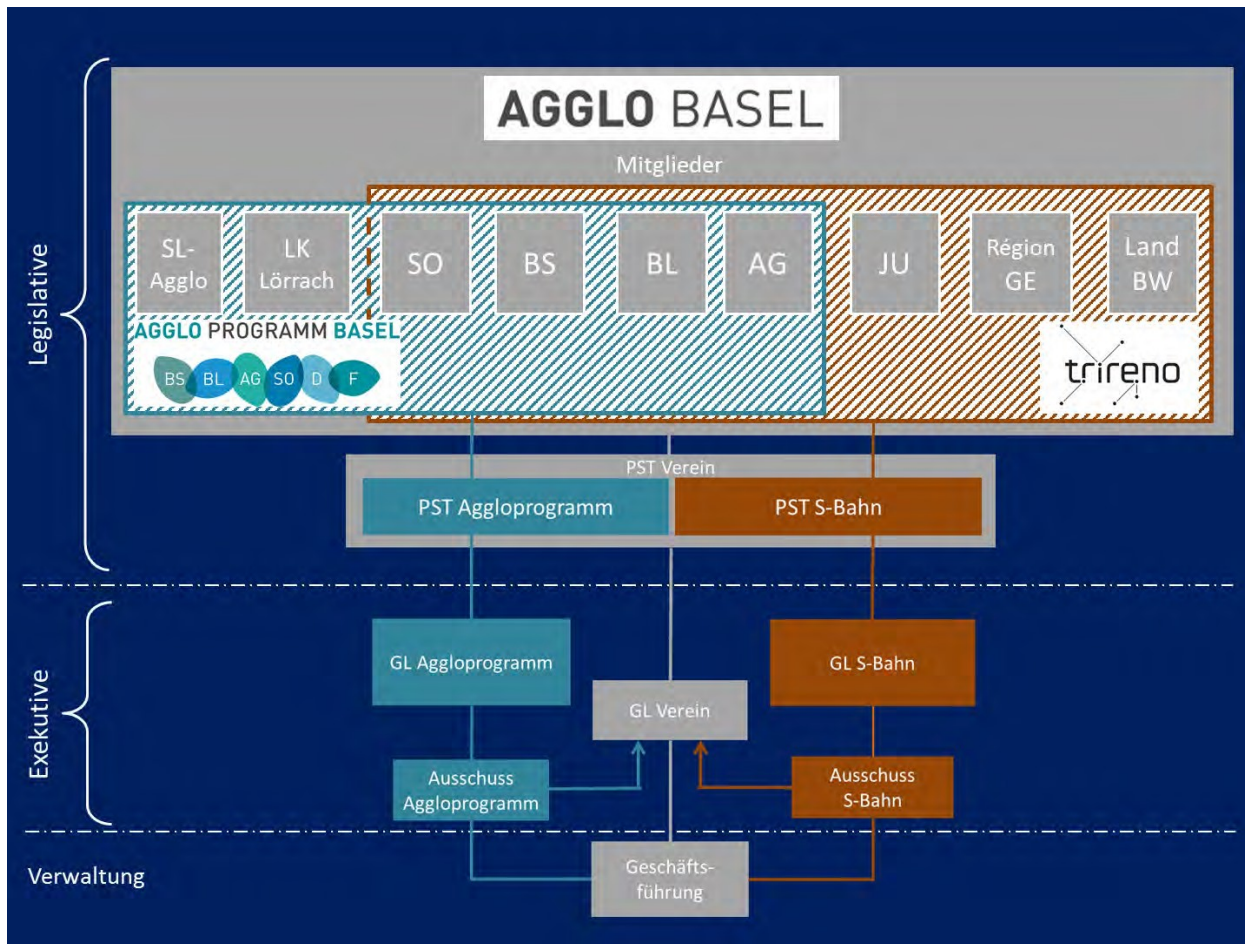 AGGLO BASEL
Mitglieder
Legislative
SL-
Agglo
LK
Lörrach
SO
BS
BL
AG
JU
Région
GE
Land
BW
AGGLO PROGRAMM BASEL
BS BL AG SO D F
trireno
PST Verein
PST Aggloprogramm
PST S-Bahn
Exekutive
GL Aggloprogramm
GL S-Bahn
GL Verein
Ausschuss
Aggloprogramm
Ausschuss
S-Bahn
Verwaltung
Geschäfts-
führung